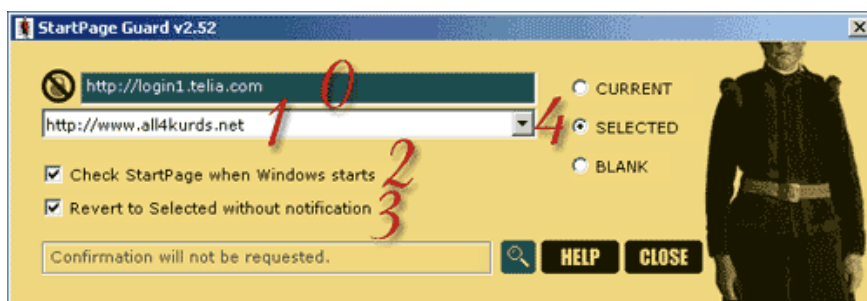 StartPage Guard v2.52
http://login1.telia.com 0
http://www.all4kurds.net 1
4
CURRENT
SELECTED
BLANK
Check StartPage when Windows starts 2
Revert to Selected without notification 3
Confirmation will not be requested.
HELP CLOSE